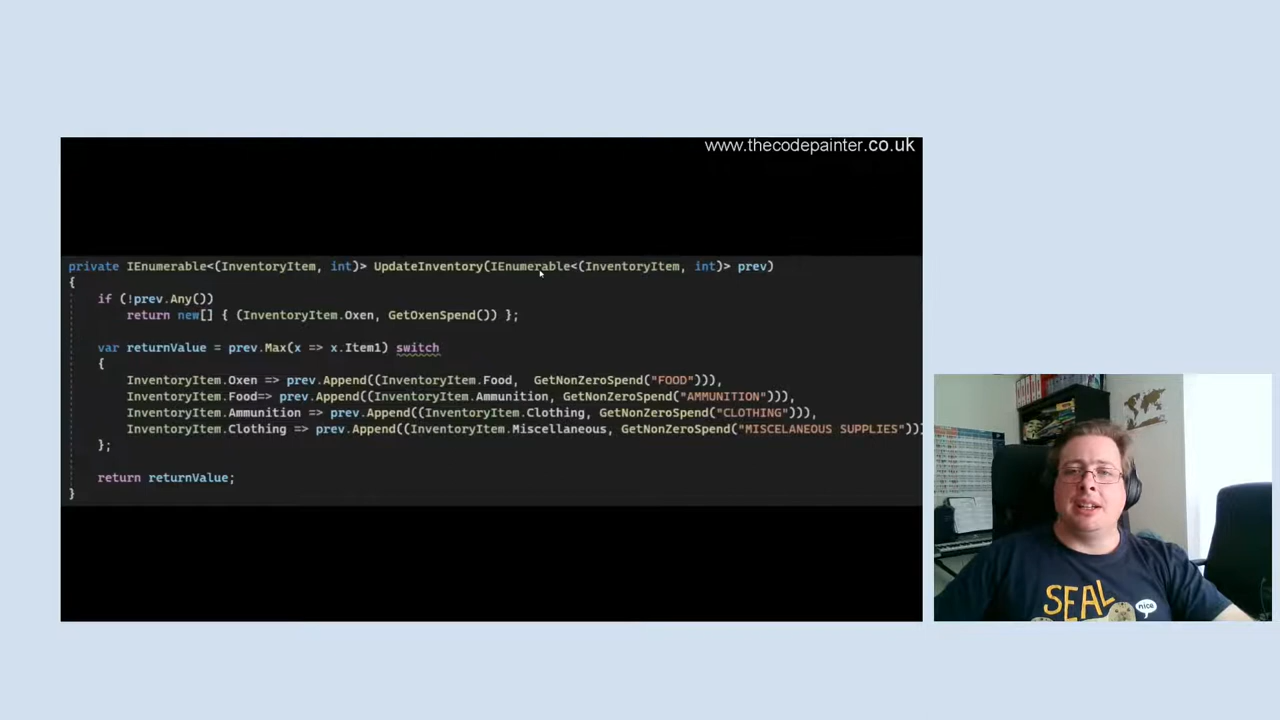 www.thecodepainter.co.uk
private IEnumerable<(InventoryItem, int)> UpdateInventory(IEnumerable<(InventoryItem, int)> prev)
{
if (!prev.Any())
return new[] { (InventoryItem.Oxen, GetOxenSpend()) };
var returnValue = prev.Max(x => x.Item1) switch
{
InventoryItem.Oxen => prev.Append((InventoryItem.Food, GetNonZeroSpend("FOOD"))),
InventoryItem.Food=> prev.Append((InventoryItem.Ammunition, GetNonZeroSpend("AMMUNITION"))),
InventoryItem.Ammunition => prev.Append((InventoryItem.Clothing, GetNonZeroSpend("CLOTHING"))),
InventoryItem.Clothing => prev.Append((InventoryItem.Miscellaneous, GetNonZeroSpend("MISCELANEOUS SUPPLIES")))
};
return returnValue;
}
SEAL
nice